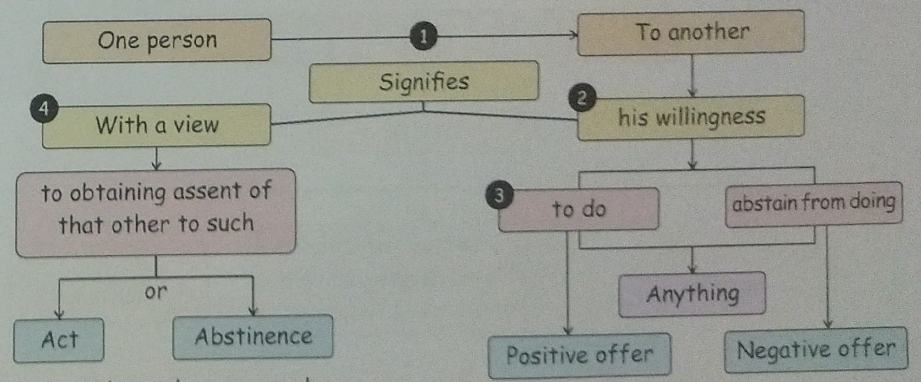 One person
1
To another
Signifies
4
With a view
2
his willingness
to obtaining assent of
that other to such
3
to do
abstain from doing
or
Anything
Act
Abstinence
Positive offer
Negative offer